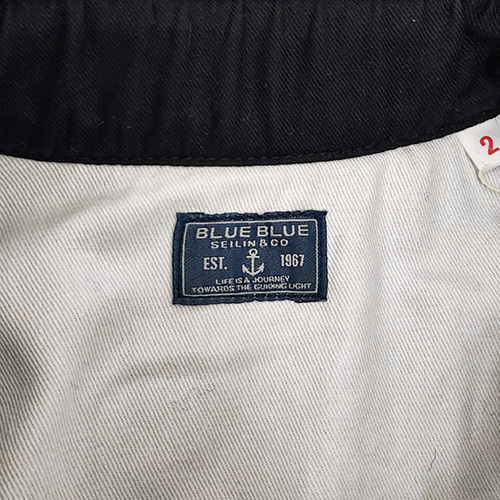 BLUE BLUE
SEILIN & CO
EST. 1967
LIFE IS A JOURNEY
TOWARDS THE GUIDING LIGHT
2